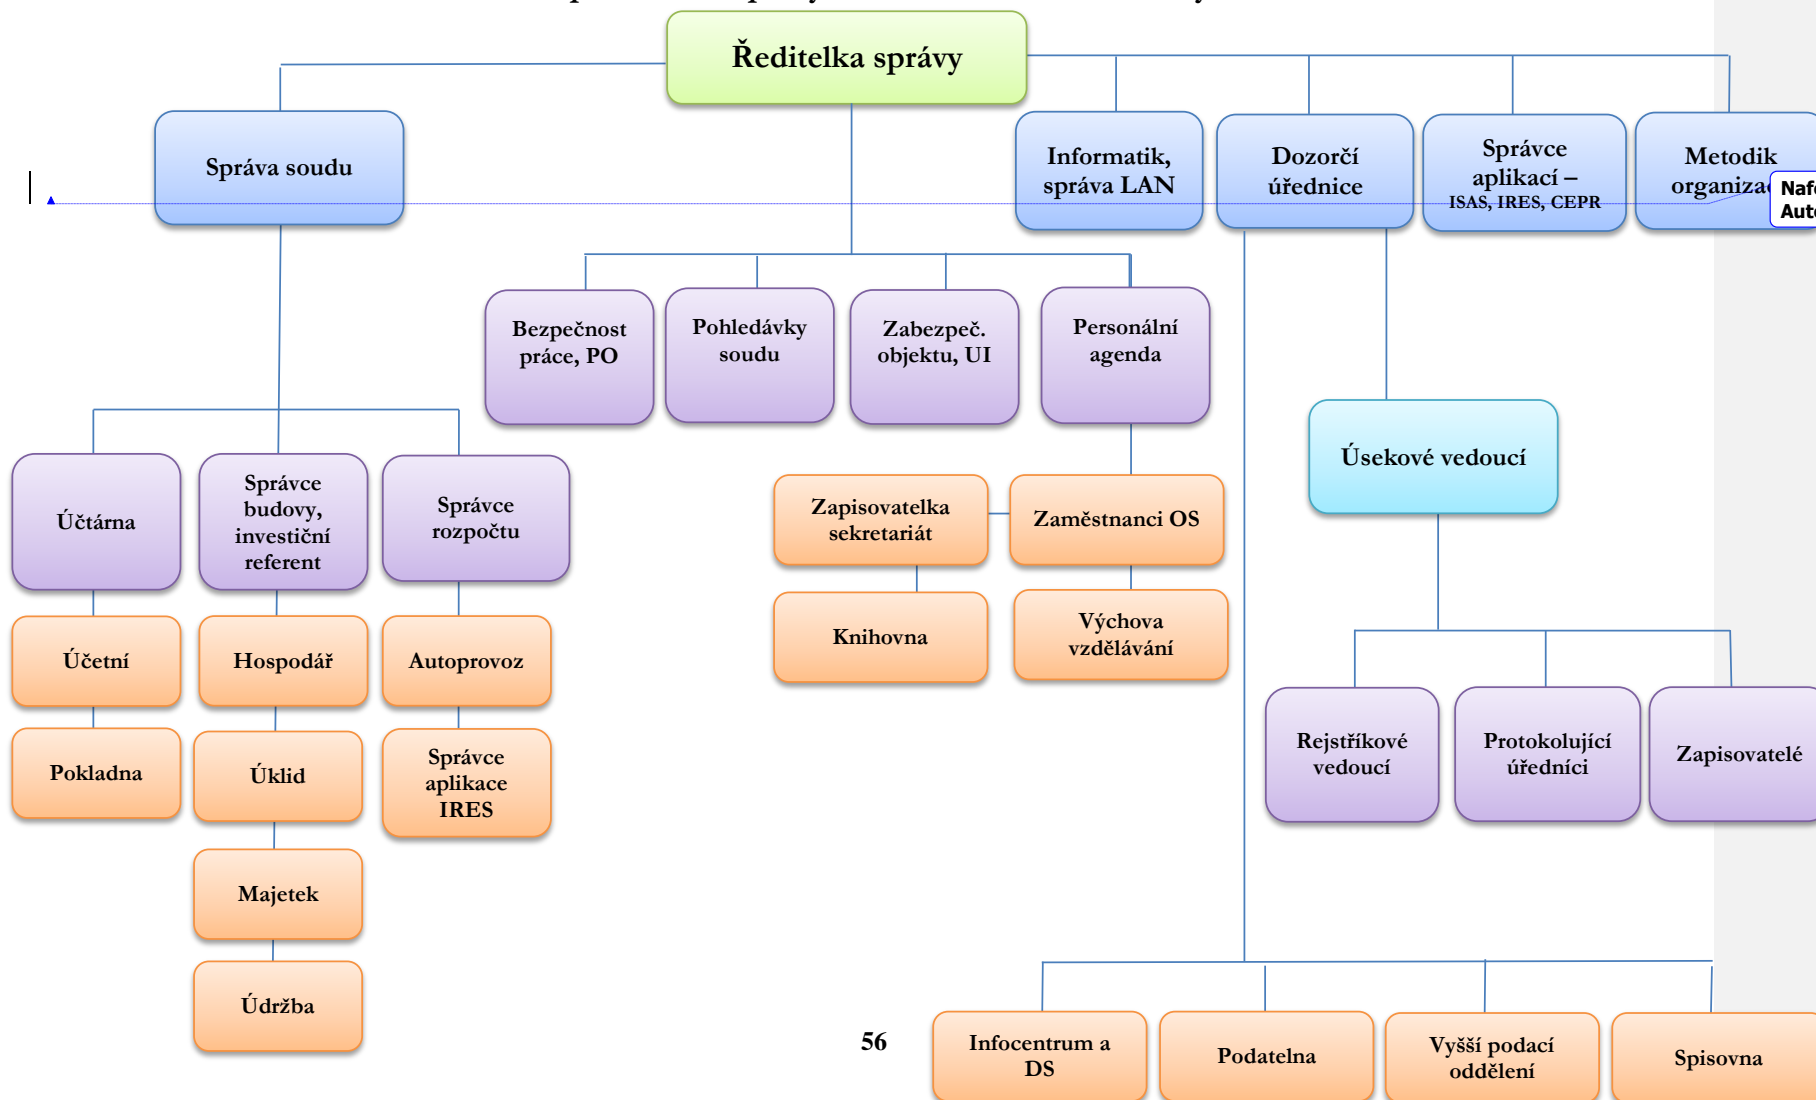 Ředitelka správy
Správa soudu
Informatik,
správa LAN
Dozorčí
úřednice
Správce
aplikací –
ISAS, IRES, CEPR
Metodik
Bezpečnost
práce, PO
Pohledávky
soudu
Zabezpeč.
objektu, UI
Personální
agenda
Úsekové vedoucí
Účtárna
Správce
budovy,
investiční
referent
Správce
rozpočtu
Zapisovatelka
sekretariát
Zaměstnanci OS
Účetní
Hospodář
Autoprovoz
Knihovna
Výchova
vzdělávání
Pokladna
Úklid
Správce
aplikace
IRES
Rejstříkové
vedoucí
Protokolující
úředníci
Zapisovatelé
Majetek
Údržba
56
Infocentrum a
DS
Podatelna
Vyšší podací
oddělení
Spisovna